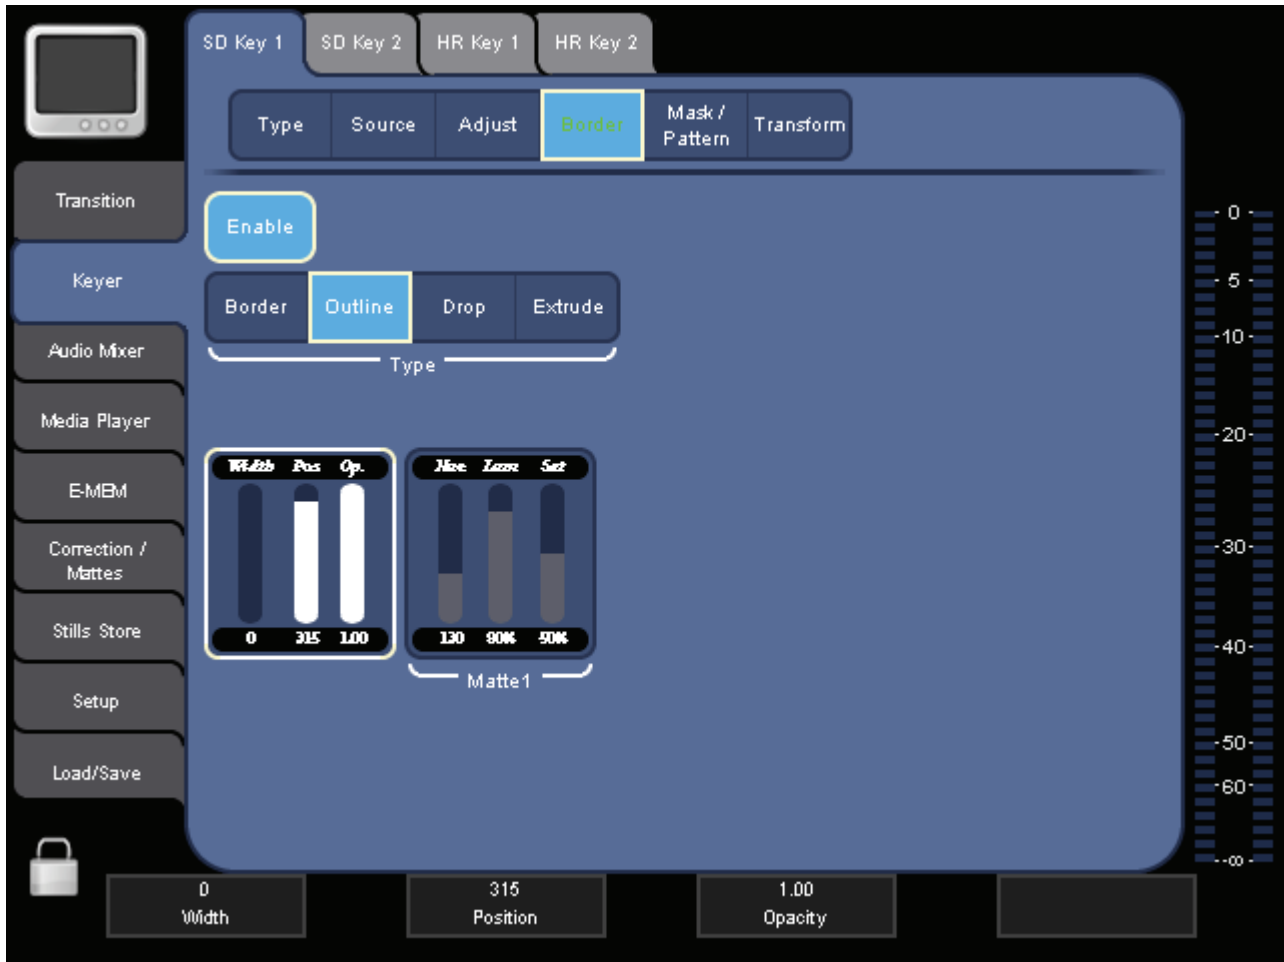 SD Key 1 SD Key 2 HR Key 1 HR Key 2
Type Source Adjust Border Mask / Pattern Transform
Transition
Keyer
Audio Mixer
Media Player
E-MEM
Correction /
Mattes
Stills Store
Setup
Load/Save
Enable
Border Outline Drop Extrude
Type
Width Pos Op.
0 315 1.00
Hue Lum Sat
130 90% 50%
Matte1
- 0 -
- 5 -
-10-
-20-
-30-
-40-
-50-
-60-
--∞-
0
Width
315
Position
1.00
Opacity